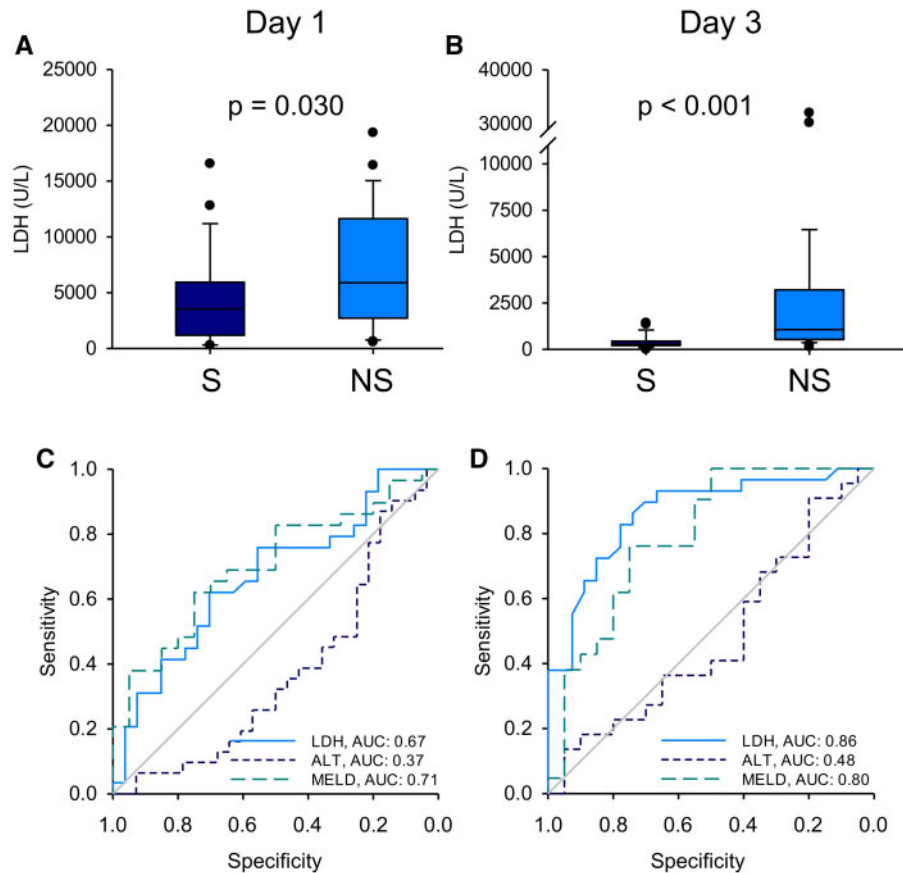 Day 1
Day 3
A
B
25000
20000
15000
10000
5000
0
LDH (U/L)
p = 0.030
S
NS
40000
30000
10000
7500
5000
2500
0
LDH (U/L)
p < 0.001
S
NS
C
D
1.0
0.8
0.6
0.4
0.2
0.0
Sensitivity
LDH, AUC: 0.67
ALT, AUC: 0.37
MELD, AUC: 0.71
1.0 0.8 0.6 0.4 0.2 0.0
Specificity
1.0
0.8
0.6
0.4
0.2
0.0
Sensitivity
LDH, AUC: 0.86
ALT, AUC: 0.48
MELD, AUC: 0.80
1.0 0.8 0.6 0.4 0.2 0.0
Specificity